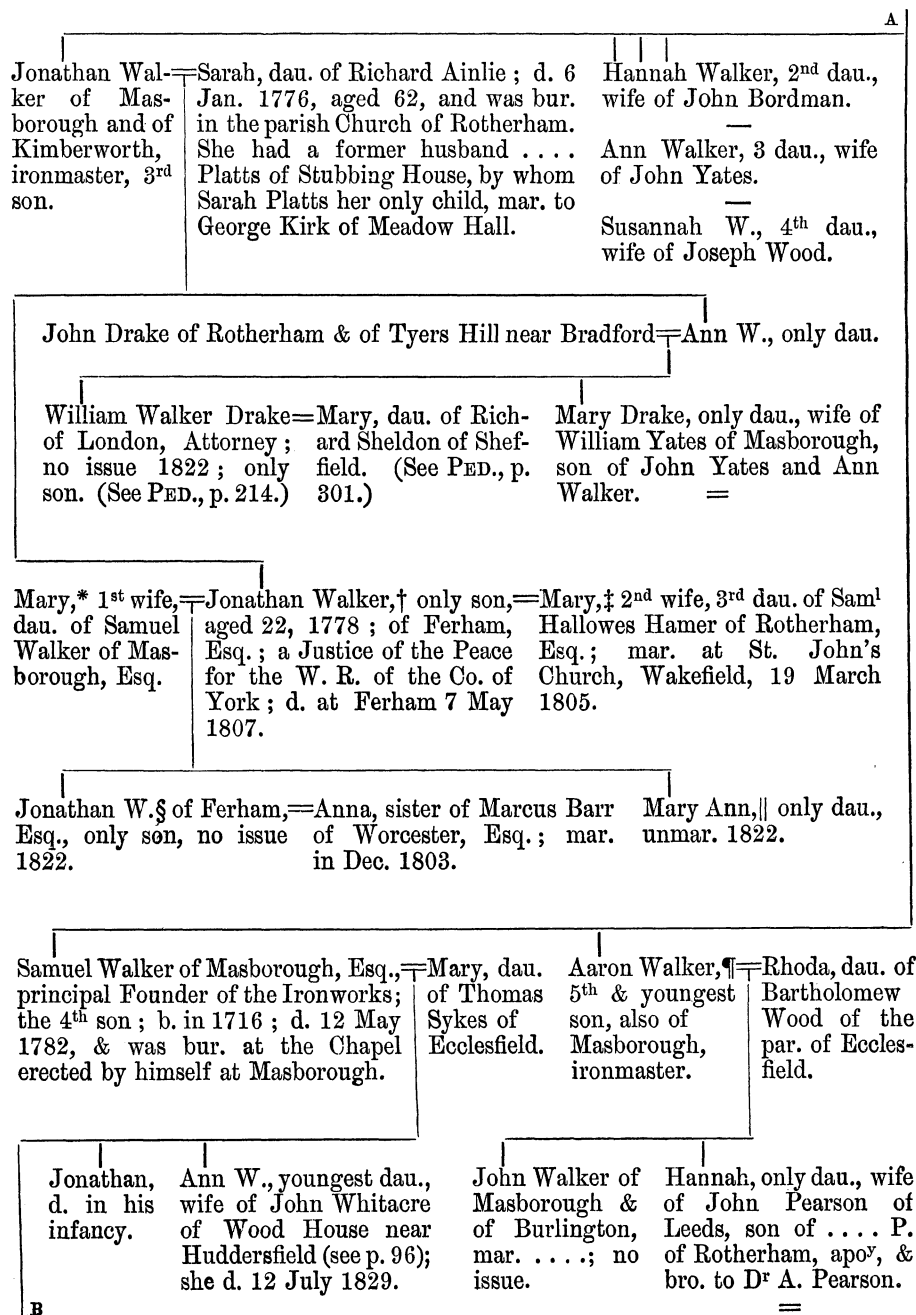 A
Jonathan Wal-
ker of Mas-
borough and of
Kimberworth,
ironmaster, 3rd
son.
Sarah, dau. of Richard Ainlie ; d. 6
Jan. 1776, aged 62, and was bur.
in the parish Church of Rotherham.
She had a former husband . . . .
Platts of Stubbing House, by whom
Sarah Platts her only child, mar. to
George Kirk of Meadow Hall.
Hannah Walker, 2nd dau.,
wife of John Bordman.
—
Ann Walker, 3 dau., wife
of John Yates.
—
Susannah W., 4th dau.,
wife of Joseph Wood.
John Drake of Rotherham & of Tyers Hill near Bradford=Ann W., only dau.
William Walker Drake=
of London, Attorney ;
no issue 1822 ; only
son. (See PED., p. 214.)
Mary, dau. of Rich-
ard Sheldon of Shef-
field. (See PED., p.
301.)
Mary Drake, only dau., wife of
William Yates of Masborough,
son of John Yates and Ann
Walker. =
Mary,* 1st wife,=
dau. of Samuel
Walker of Mas-
borough, Esq.
Jonathan Walker,† only son,=
aged 22, 1778 ; of Ferham,
Esq. ; a Justice of the Peace
for the W. R. of the Co. of
York ; d. at Ferham 7 May
1807.
Mary,‡ 2nd wife, 3rd dau. of Saml
Hallowes Hamer of Rotherham,
Esq. ; mar. at St. John's
Church, Wakefield, 19 March
1805.
Jonathan W.§ of Ferham,=
Esq., only son, no issue
1822.
Anna, sister of Marcus Barr
of Worcester, Esq. ; mar.
in Dec. 1803.
Mary Ann,|| only dau.,
unmar. 1822.
Samuel Walker of Masborough, Esq.,=
principal Founder of the Ironworks;
the 4th son ; b. in 1716 ; d. 12 May
1782, & was bur. at the Chapel
erected by himself at Masborough.
Mary, dau.
of Thomas
Sykes of
Ecclesfield.
Aaron Walker,¶=
5th & youngest
son, also of
Masborough,
ironmaster.
Rhoda, dau. of
Bartholomew
Wood of the
par. of Eccles-
field.
Jonathan,
d. in his
infancy.
Ann W., youngest dau.,
wife of John Whitacre
of Wood House near
Huddersfield (see p. 96);
she d. 12 July 1829.
John Walker of
Masborough &
of Burlington,
mar. . . . .; no
issue.
Hannah, only dau., wife
of John Pearson of
Leeds, son of . . . . P.
of Rotherham, apoy, &
bro. to Dr A. Pearson.
=
B